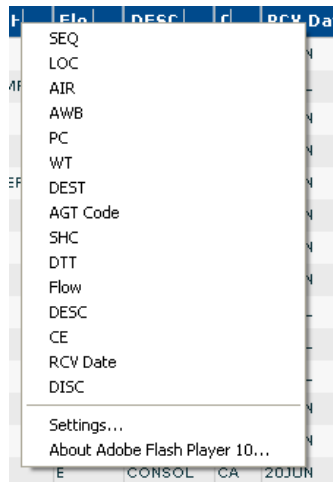 H Flo DESC C RCV Da
SEQ
LOC
AIR
AWB
PC
WT
DEST
AGT Code
SHC
DTT
Flow
DESC
CE
RCV Date
DISC
Settings...
About Adobe Flash Player 10...
E CONSOL CA 20JUN